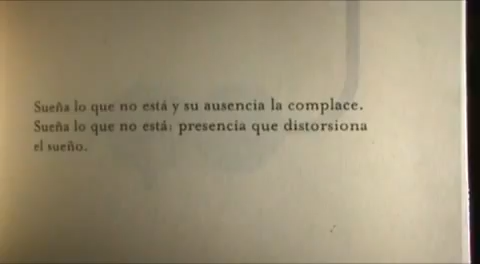 Sueña lo que no está y su ausencia la complace.
Sueña lo que no está: presencia que distorsiona
el sueño.